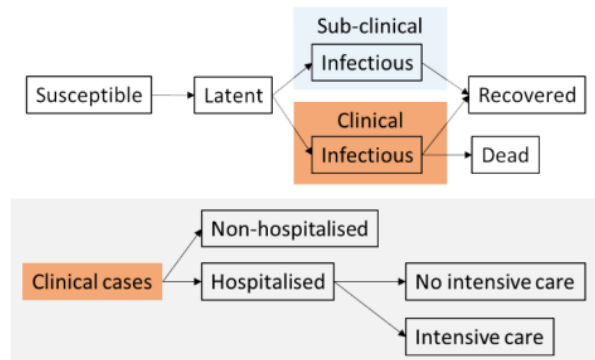 Sub-clinical
Infectious
Susceptible
Latent
Recovered
Clinical
Infectious
Dead
Non-hospitalised
Clinical cases
Hospitalised
No intensive care
Intensive care